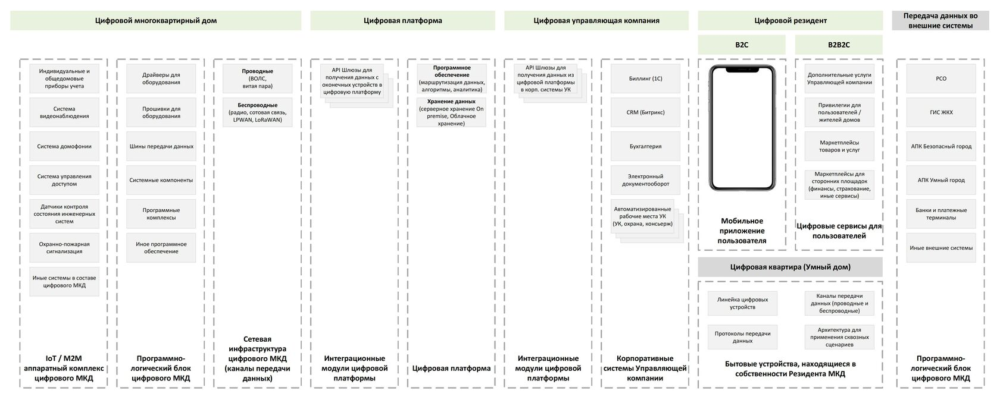 Цифровой многоквартирный дом
Цифровая платформа
Цифровая управляющая компания
Цифровой резидент
Передача данных во
внешние системы
B2C
B2B2C
Индивидуальные и
общедомовые
приборы учета
Система
видеонаблюдения
Система домофонии
Система управления
доступом
Датчики контроля
состояния инженерных
систем
Охранно-пожарная
сигнализация
Иные системы в составе
цифрового МКД
IoT / M2M
аппаратный комплекс
цифрового МКД
Драйверы для
оборудования
Прошивки для
оборудования
Шины передачи данных
Системные компоненты
Программные
комплексы
Иное программное
обеспечение
Программно-
логический блок
цифрового МКД
Проводные
(ВОЛС,
витая пара)
Беспроводные
(радио, сотовая связь,
LPWAN, LoRaWAN)
Сетевая
инфраструктура
цифрового МКД
(каналы передачи
данных)
API Шлюзы для
получения данных с
оконечных устройств в
цифровую платформу
Интеграционные
модули цифровой
платформы
Программное
обеспечение
(маршрутизация данных,
алгоритмы, аналитика)
Хранение данных
(серверное хранение On
premise, Облачное
хранение)
Цифровая платформа
API Шлюзы для
получения данных из
цифровой платформы
в корп. системы УК
Интеграционные
модули цифровой
платформы
Биллинг (1С)
CRM (Битрикс)
Бухгалтерия
Электронный
документооборот
Автоматизированные
рабочие места УК
(УК, охрана, консьерж)
Корпоративные
системы Управляющей
компании
Мобильное
приложение
пользователя
Дополнительные услуги
Управляющей компании
Привилегии для
пользователей /
жителей домов
Маркетплейсы
товаров и услуг
Маркетплейсы для
сторонних площадок
(финансы, страхование,
иные сервисы)
Цифровые сервисы для
пользователей
Цифровая квартира (Умный дом)
Линейка цифровых
устройств
Каналы передачи
данных (проводные и
беспроводные)
Протоколы передачи
данных
Архитектура для
применения сквозных
сценариев
Бытовые устройства, находящиеся в
собственности Резидента МКД
РСО
ГИС ЖКХ
АПК Безопасный город
АПК Умный город
Банки и платежные
терминалы
Иные внешние системы
Программно-
логический блок
цифрового МКД